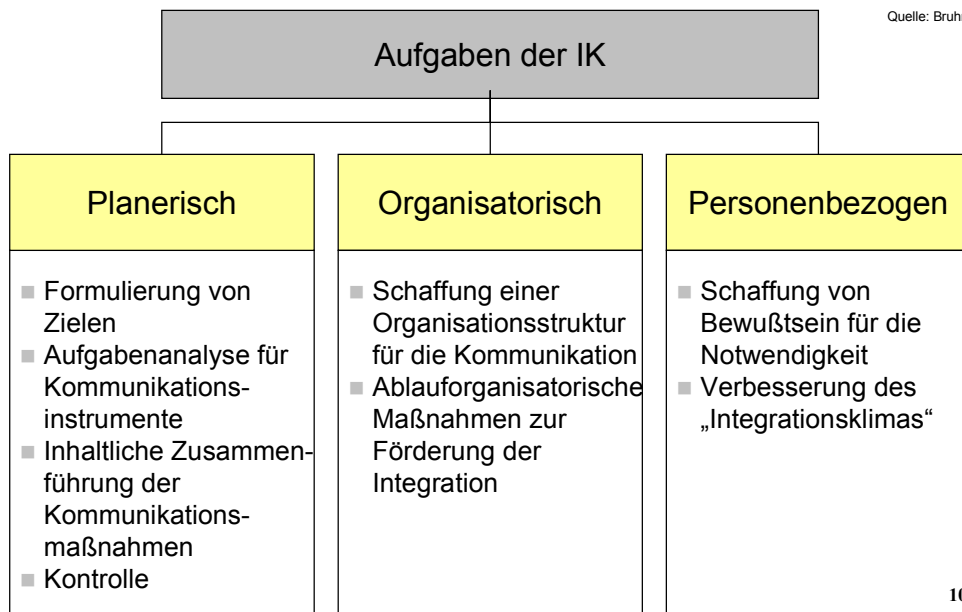 Quelle: Bruhn
Aufgaben der IK
Planerisch
Formulierung von
Zielen
Aufgabenanalyse für
Kommunikations-
instrumente
Inhaltliche Zusammen-
führung der
Kommunikations-
maßnahmen
Kontrolle
Organisatorisch
Schaffung einer
Organisationsstruktur
für die Kommunikation
Ablauforganisatorische
Maßnahmen zur
Förderung der
Integration
Personenbezogen
Schaffung von
Bewußtsein für die
Notwendigkeit
Verbesserung des
„Integrationsklimas“